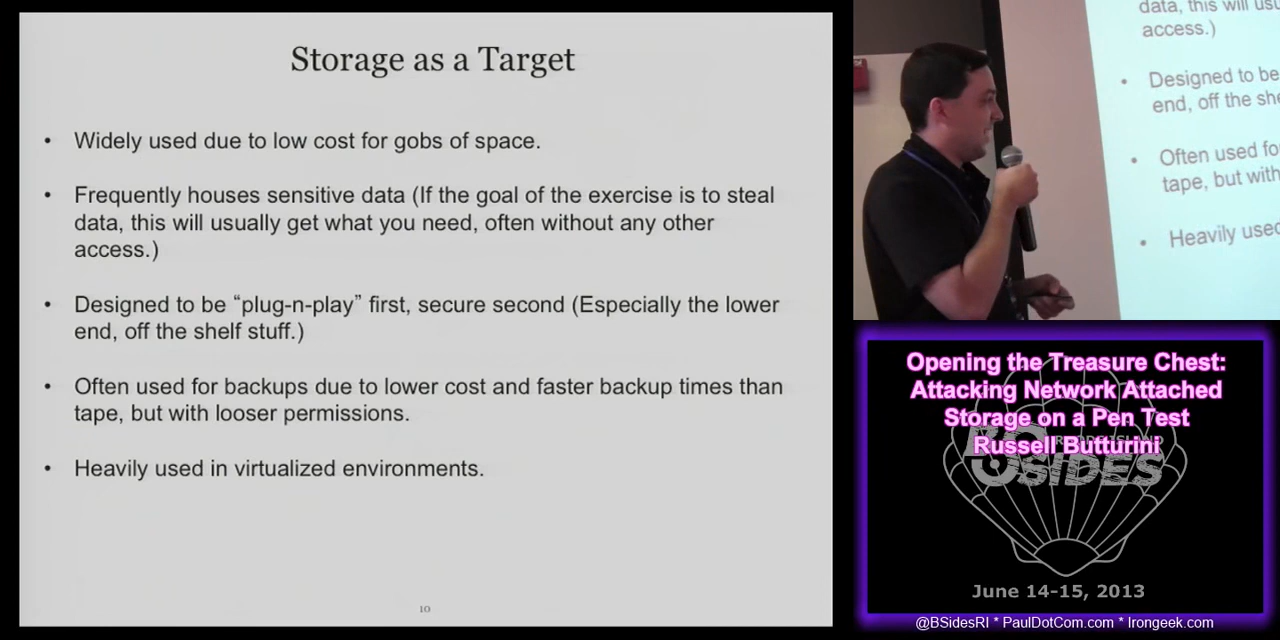 Storage as a Target
• Widely used due to low cost for gobs of space.
• Frequently houses sensitive data (If the goal of the exercise is to steal
data, this will usually get what you need, often without any other
access.)
• Designed to be “plug-n-play” first, secure second (Especially the lower
end, off the shelf stuff.)
• Often used for backups due to lower cost and faster backup times than
tape, but with looser permissions.
• Heavily used in virtualized environments.
10
data, this will usu
access.)
• Designed to be
end, off the she
• Often used fo
tape, but with
• Heavily used
Opening the Treasure Chest:
Attacking Network Attached
Storage on a Pen Test
Russell Butturini
BSIDES
June 14-15, 2013
@BSidesRI * PaulDotCom.com * Irongeek.com